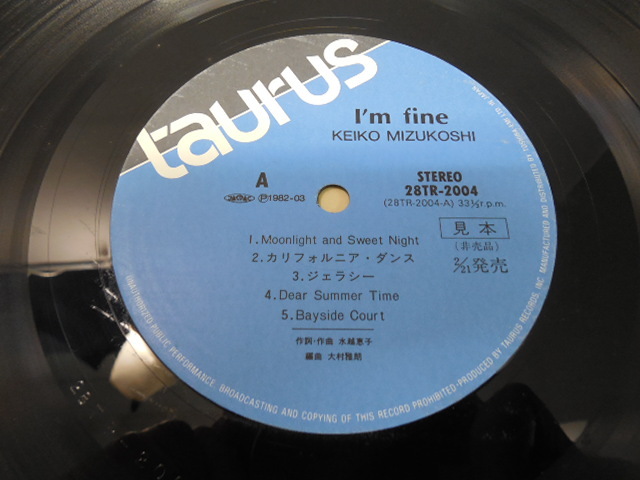 taurus
I'm fine
KEIKO MIZUKOSHI
A
℗1982-03
STEREO
28TR-2004
(28TR-2004-A) 33⅓r.p.m.
見本
(非売品)
2/21発売
1.Moonlight and Sweet Night
2.カリフォルニア・ダンス
3.ジェラシー
4.Dear Summer Time
5.Bayside Court
作詞・作曲 水越恵子
編曲 大村雅朗
UNAUTHORIZED PUBLIC PERFORMANCE, BROADCASTING AND COPYING OF THIS RECORD PROHIBITED. MANUFACTURED BY TAURUS RECORDS INC. MANUFACTURED AND DISTRIBUTED BY
IN JAPAN